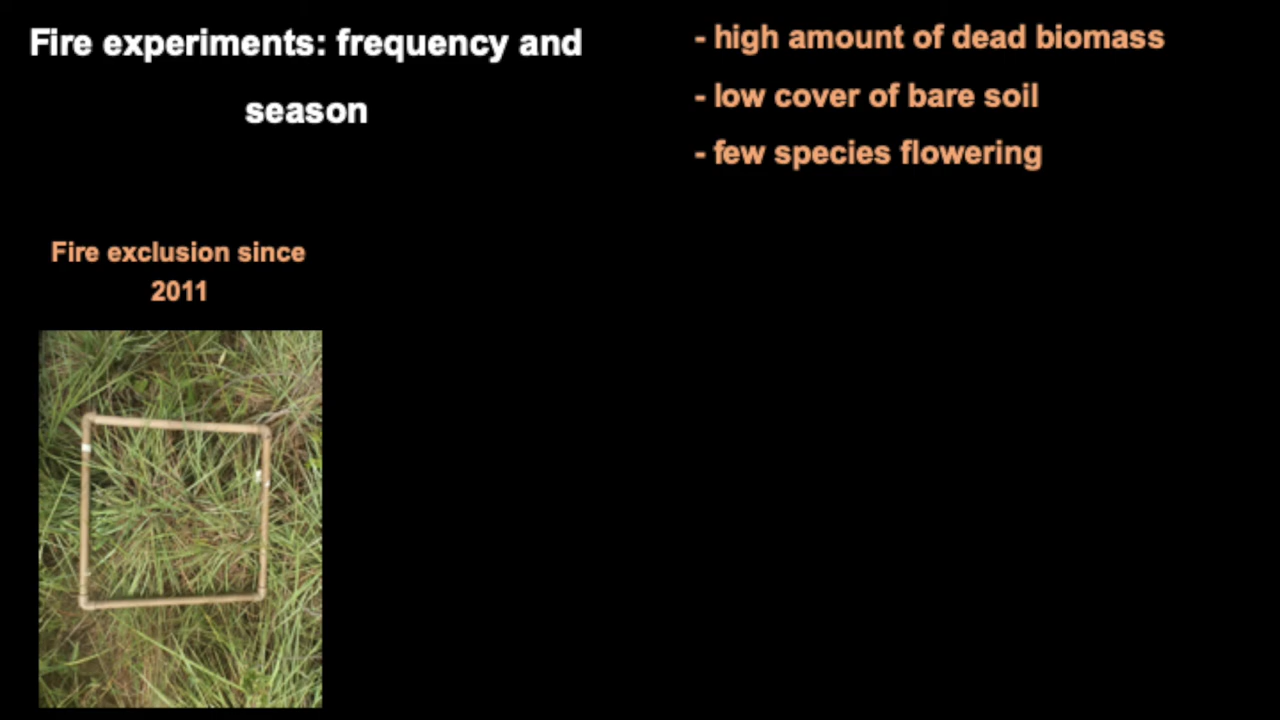 Fire experiments: frequency and
season
- high amount of dead biomass
- low cover of bare soil
- few species flowering
Fire exclusion since
2011